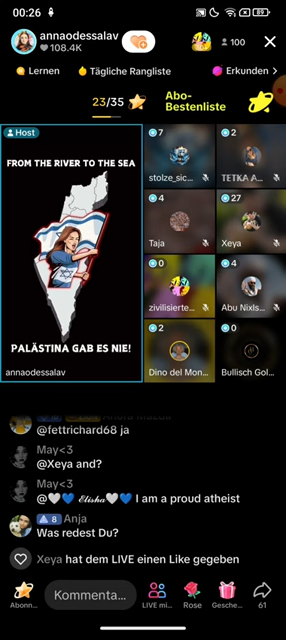 00:26
89
annaodessalav
108.4K
100
Lernen
Tägliche Rangliste
Erkunden >
23/35
Abo-
Bestenliste
Host
FROM THE RIVER TO THE SEA
PALÄSTINA GAB ES NIE!
annaodessalav
7
stolze_sic...
2
TETKA A...
4
Taja
27
Xeya
0
zivilisierte...
4
Abu Nixls...
2
Dino del Mon...
0
Bullisch Gol...
@fettrichard68 ja
May<3
@Xeya and?
May<3
@🤍💙 𝓔𝓵𝓲𝓼𝓱𝓪🤍💙 I am a proud atheist
8 Anja
Was redest Du?
Xeya hat dem LIVE einen Like gegeben
Abonn...
Kommenta...
LIVE mi...
Rose
Gesche...
61